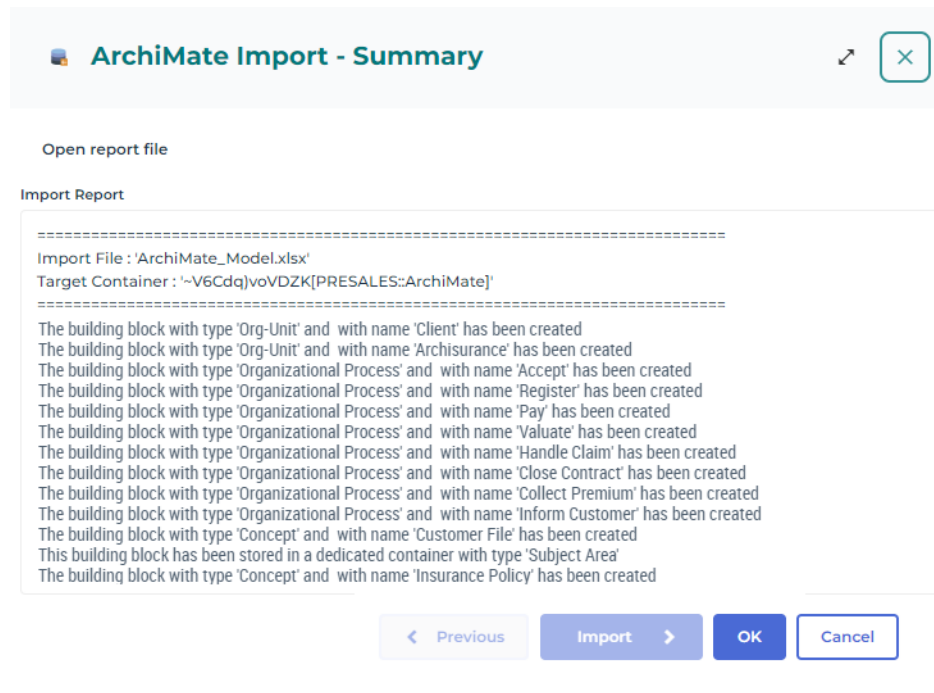 ArchiMate Import - Summary
Open report file
Import Report
=============================================================================
Import File : 'ArchiMate_Model.xlsx'
Target Container : '~V6Cdq)voVDZK[PRESALES::ArchiMate]'
=============================================================================
The building block with type 'Org-Unit' and  with name 'Client' has been created
The building block with type 'Org-Unit' and  with name 'Archisurance' has been created
The building block with type 'Organizational Process' and  with name 'Accept' has been created
The building block with type 'Organizational Process' and  with name 'Register' has been created
The building block with type 'Organizational Process' and  with name 'Pay' has been created
The building block with type 'Organizational Process' and  with name 'Valuate' has been created
The building block with type 'Organizational Process' and  with name 'Handle Claim' has been created
The building block with type 'Organizational Process' and  with name 'Close Contract' has been created
The building block with type 'Organizational Process' and  with name 'Collect Premium' has been created
The building block with type 'Organizational Process' and  with name 'Inform Customer' has been created
The building block with type 'Concept' and  with name 'Customer File' has been created
This building block has been stored in a dedicated container with type 'Subject Area'
The building block with type 'Concept' and  with name 'Insurance Policy' has been created
Previous Import OK Cancel